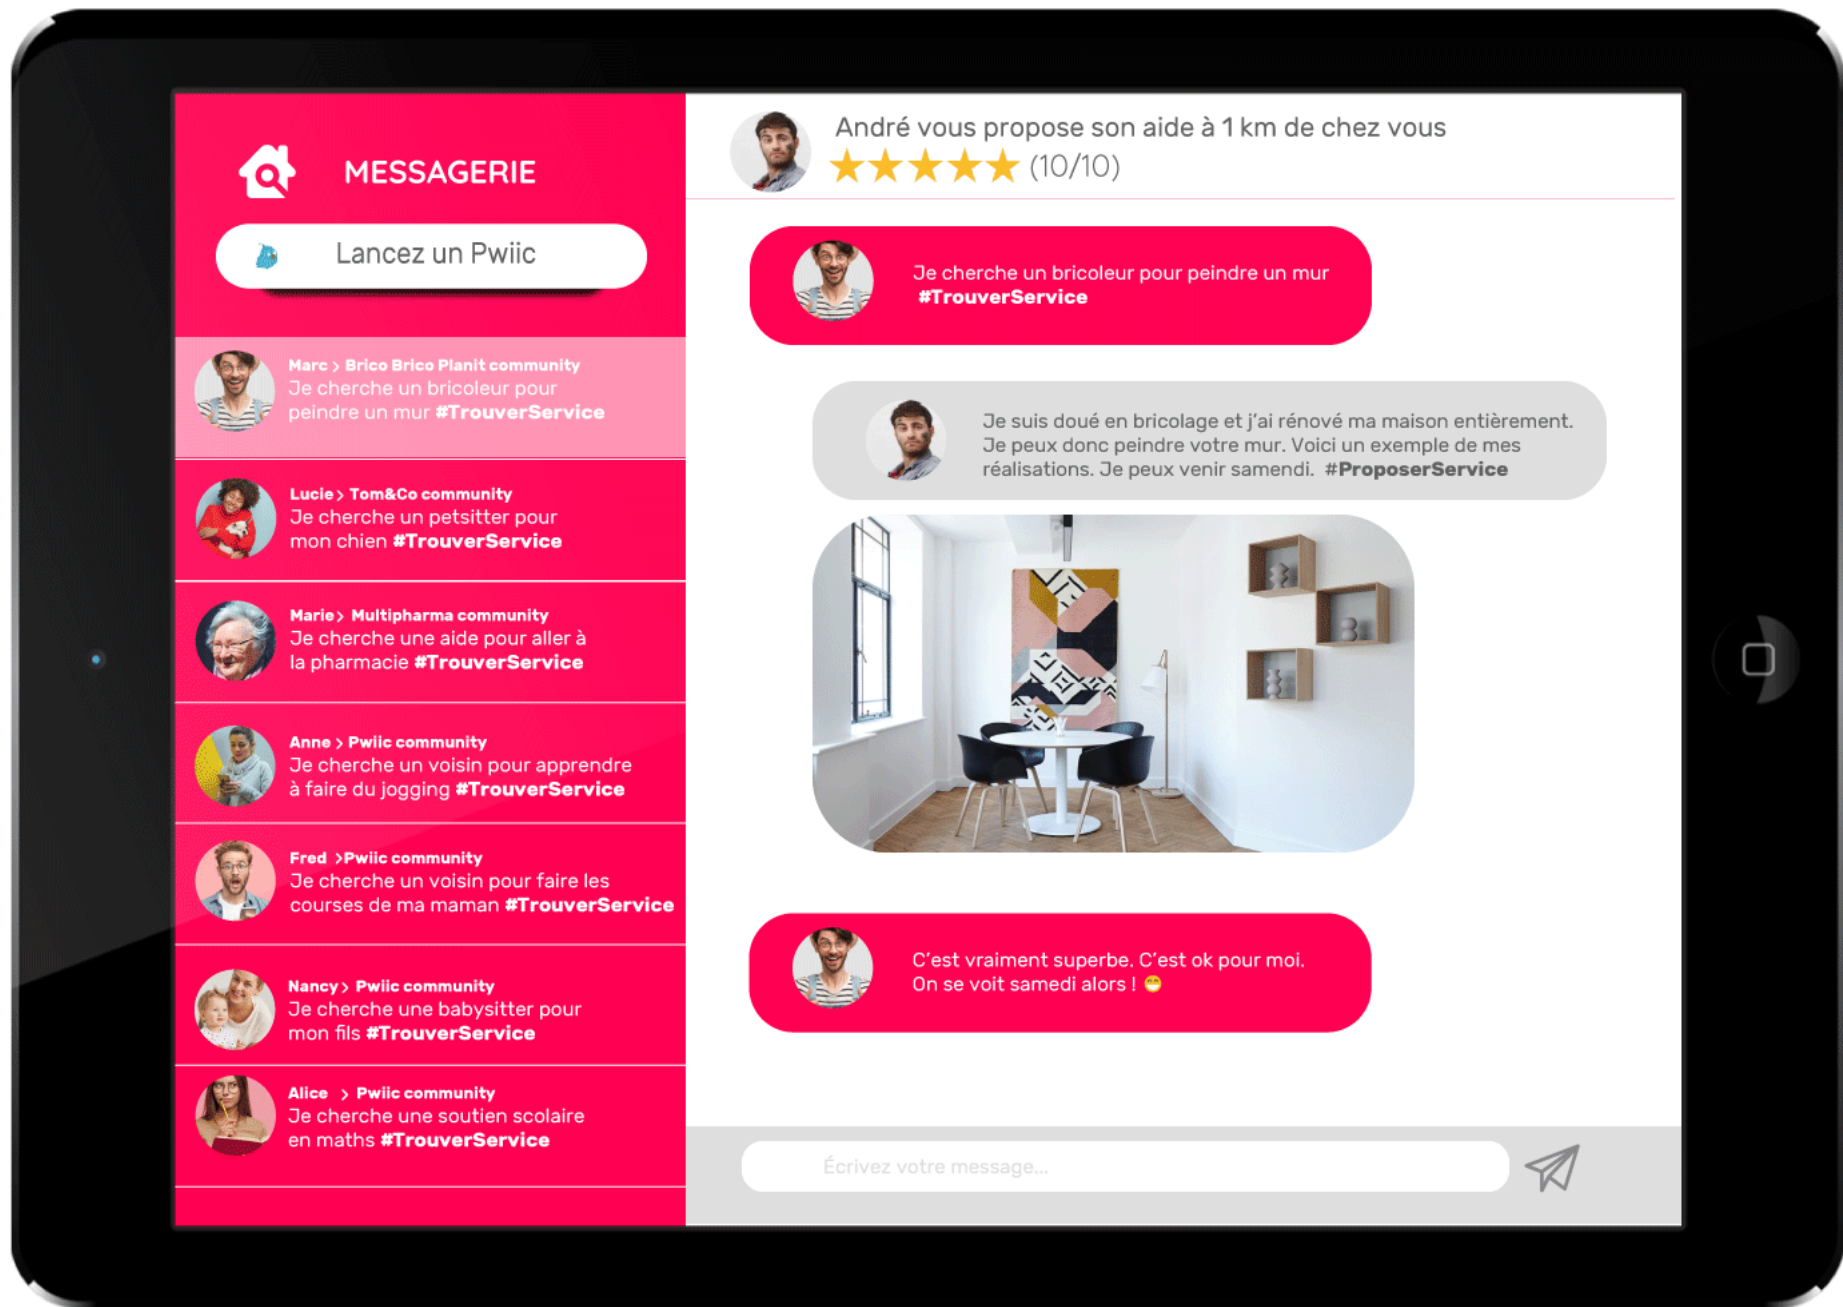 MESSAGERIE
Lancez un Pwiic
Marc > Brico Brico Planit community
Je cherche un bricoleur pour
peindre un mur #TrouverService
Lucie > Tom&Co community
Je cherche un petsitter pour
mon chien #TrouverService
Marie > Multipharma community
Je cherche une aide pour aller à
la pharmacie #TrouverService
Anne > Pwiic community
Je cherche un voisin pour apprendre
à faire du jogging #TrouverService
Fred >Pwiic community
Je cherche un voisin pour faire les
courses de ma maman #TrouverService
Nancy > Pwiic community
Je cherche une babysitter pour
mon fils #TrouverService
Alice > Pwiic community
Je cherche une soutien scolaire
en maths #TrouverService
André vous propose son aide à 1 km de chez vous
(10/10)
Je cherche un bricoleur pour peindre un mur
#TrouverService
Je suis doué en bricolage et j'ai rénové ma maison entièrement.
Je peux donc peindre votre mur. Voici un exemple de mes
réalisations. Je peux venir samendi. #ProposerService
C'est vraiment superbe. C'est ok pour moi.
On se voit samedi alors ! 😁
Écrivez votre message...